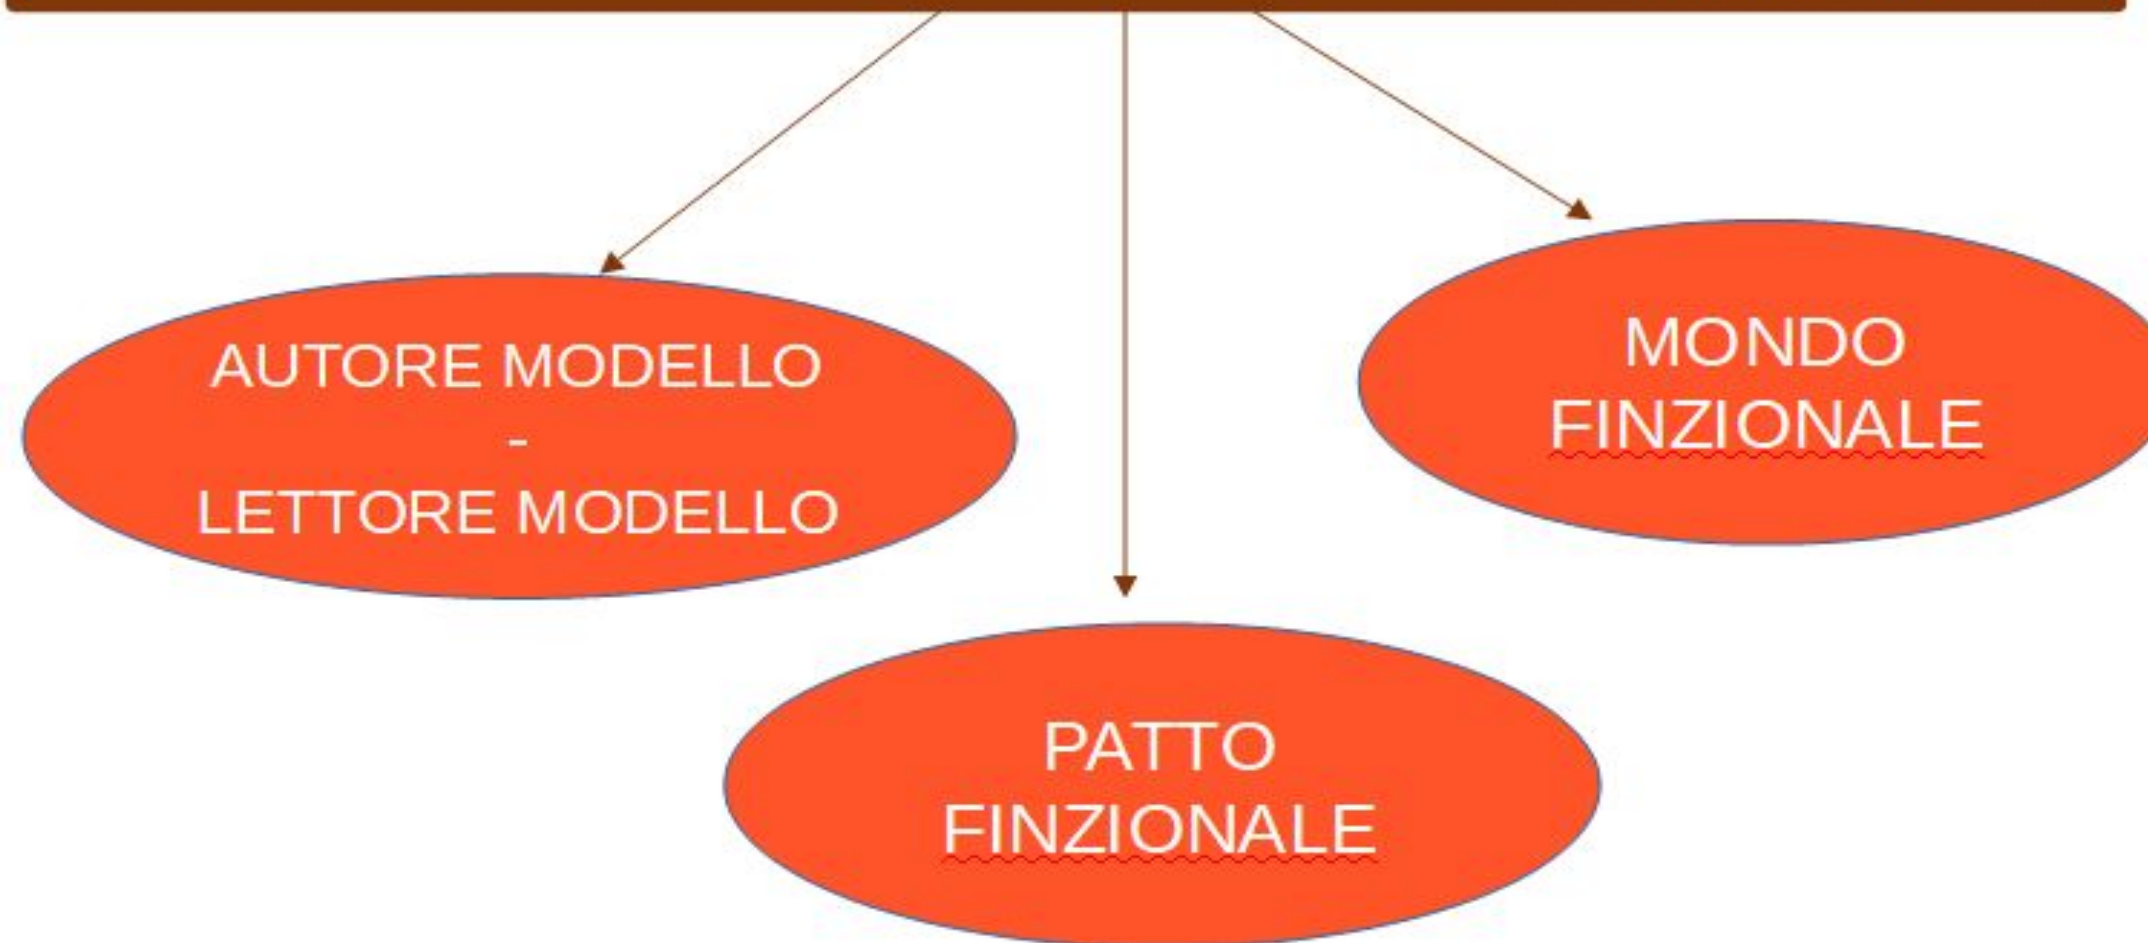 AUTORE MODELLO
-
LETTORE MODELLO
MONDO
FINZIONALE
PATTO
FINZIONALE